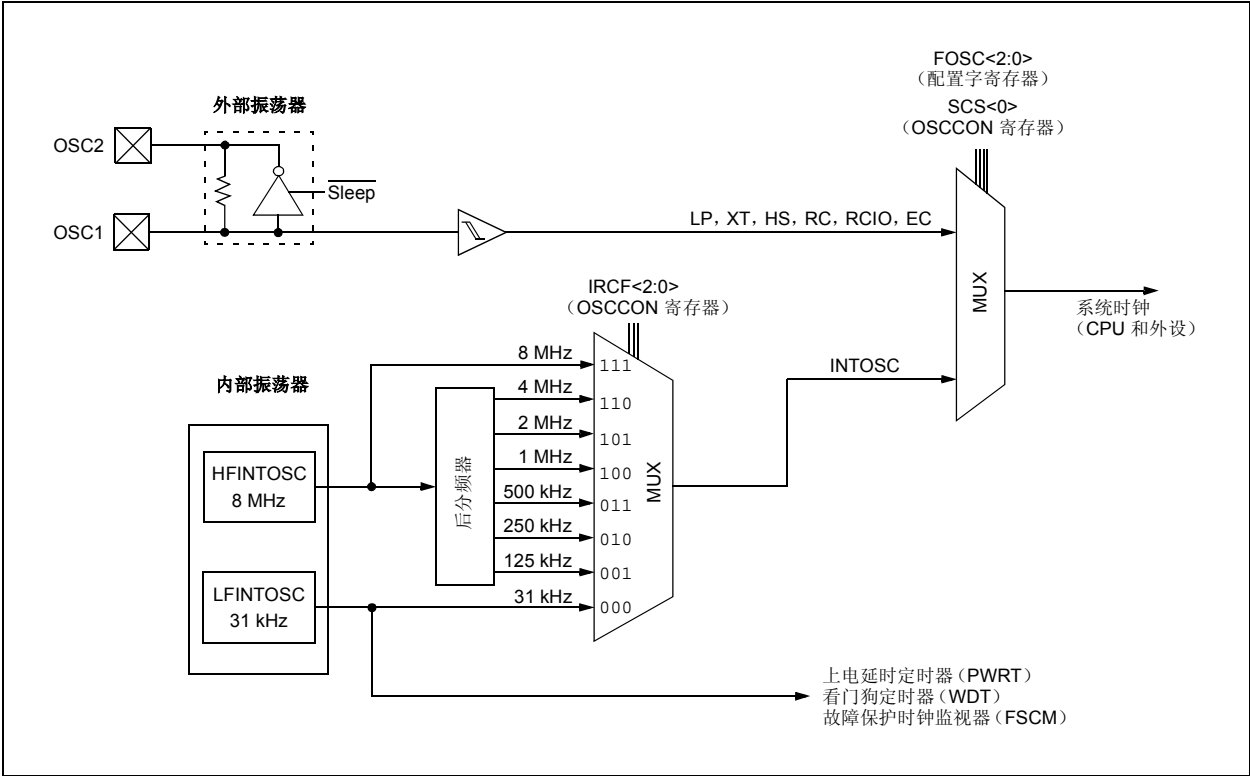 FOSC<2:0>
（配置字寄存器）
SCS<0>
（OSCCON 寄存器）
外部振荡器
OSC2
Sleep
OSC1
LP，XT，HS，RC，RCIO，EC
MUX
系统时钟
（CPU 和外设）
IRCF<2:0>
（OSCCON 寄存器）
8 MHz
111
INTOSC
内部振荡器
4 MHz
110
2 MHz
101
HFINTOSC
8 MHz
后分频器
1 MHz
100
MUX
500 kHz
011
250 kHz
010
125 kHz
001
LFINTOSC
31 kHz
31 kHz
000
上电延时定时器（PWRT）
看门狗定时器（WDT）
故障保护时钟监视器（FSCM）